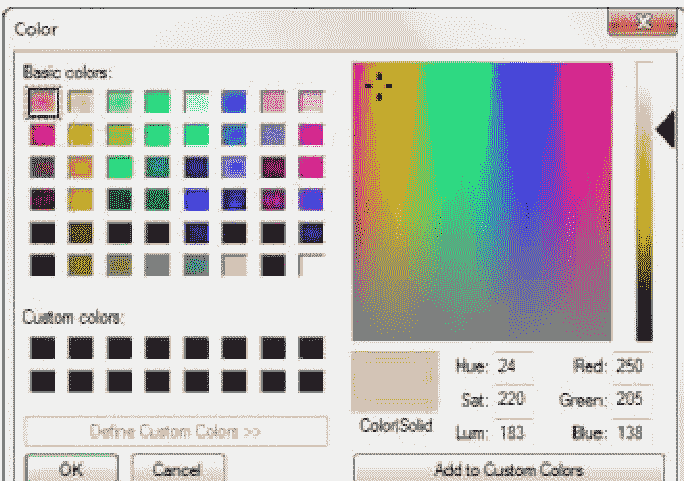 Color
Basic colors:
Custom colors:
Define Custom Colors >>
OK
Cancel
Color|Solid
Hue: 24
Sat: 220
Lum: 183
Red: 250
Green: 205
Blue: 138
Add to Custom Colors